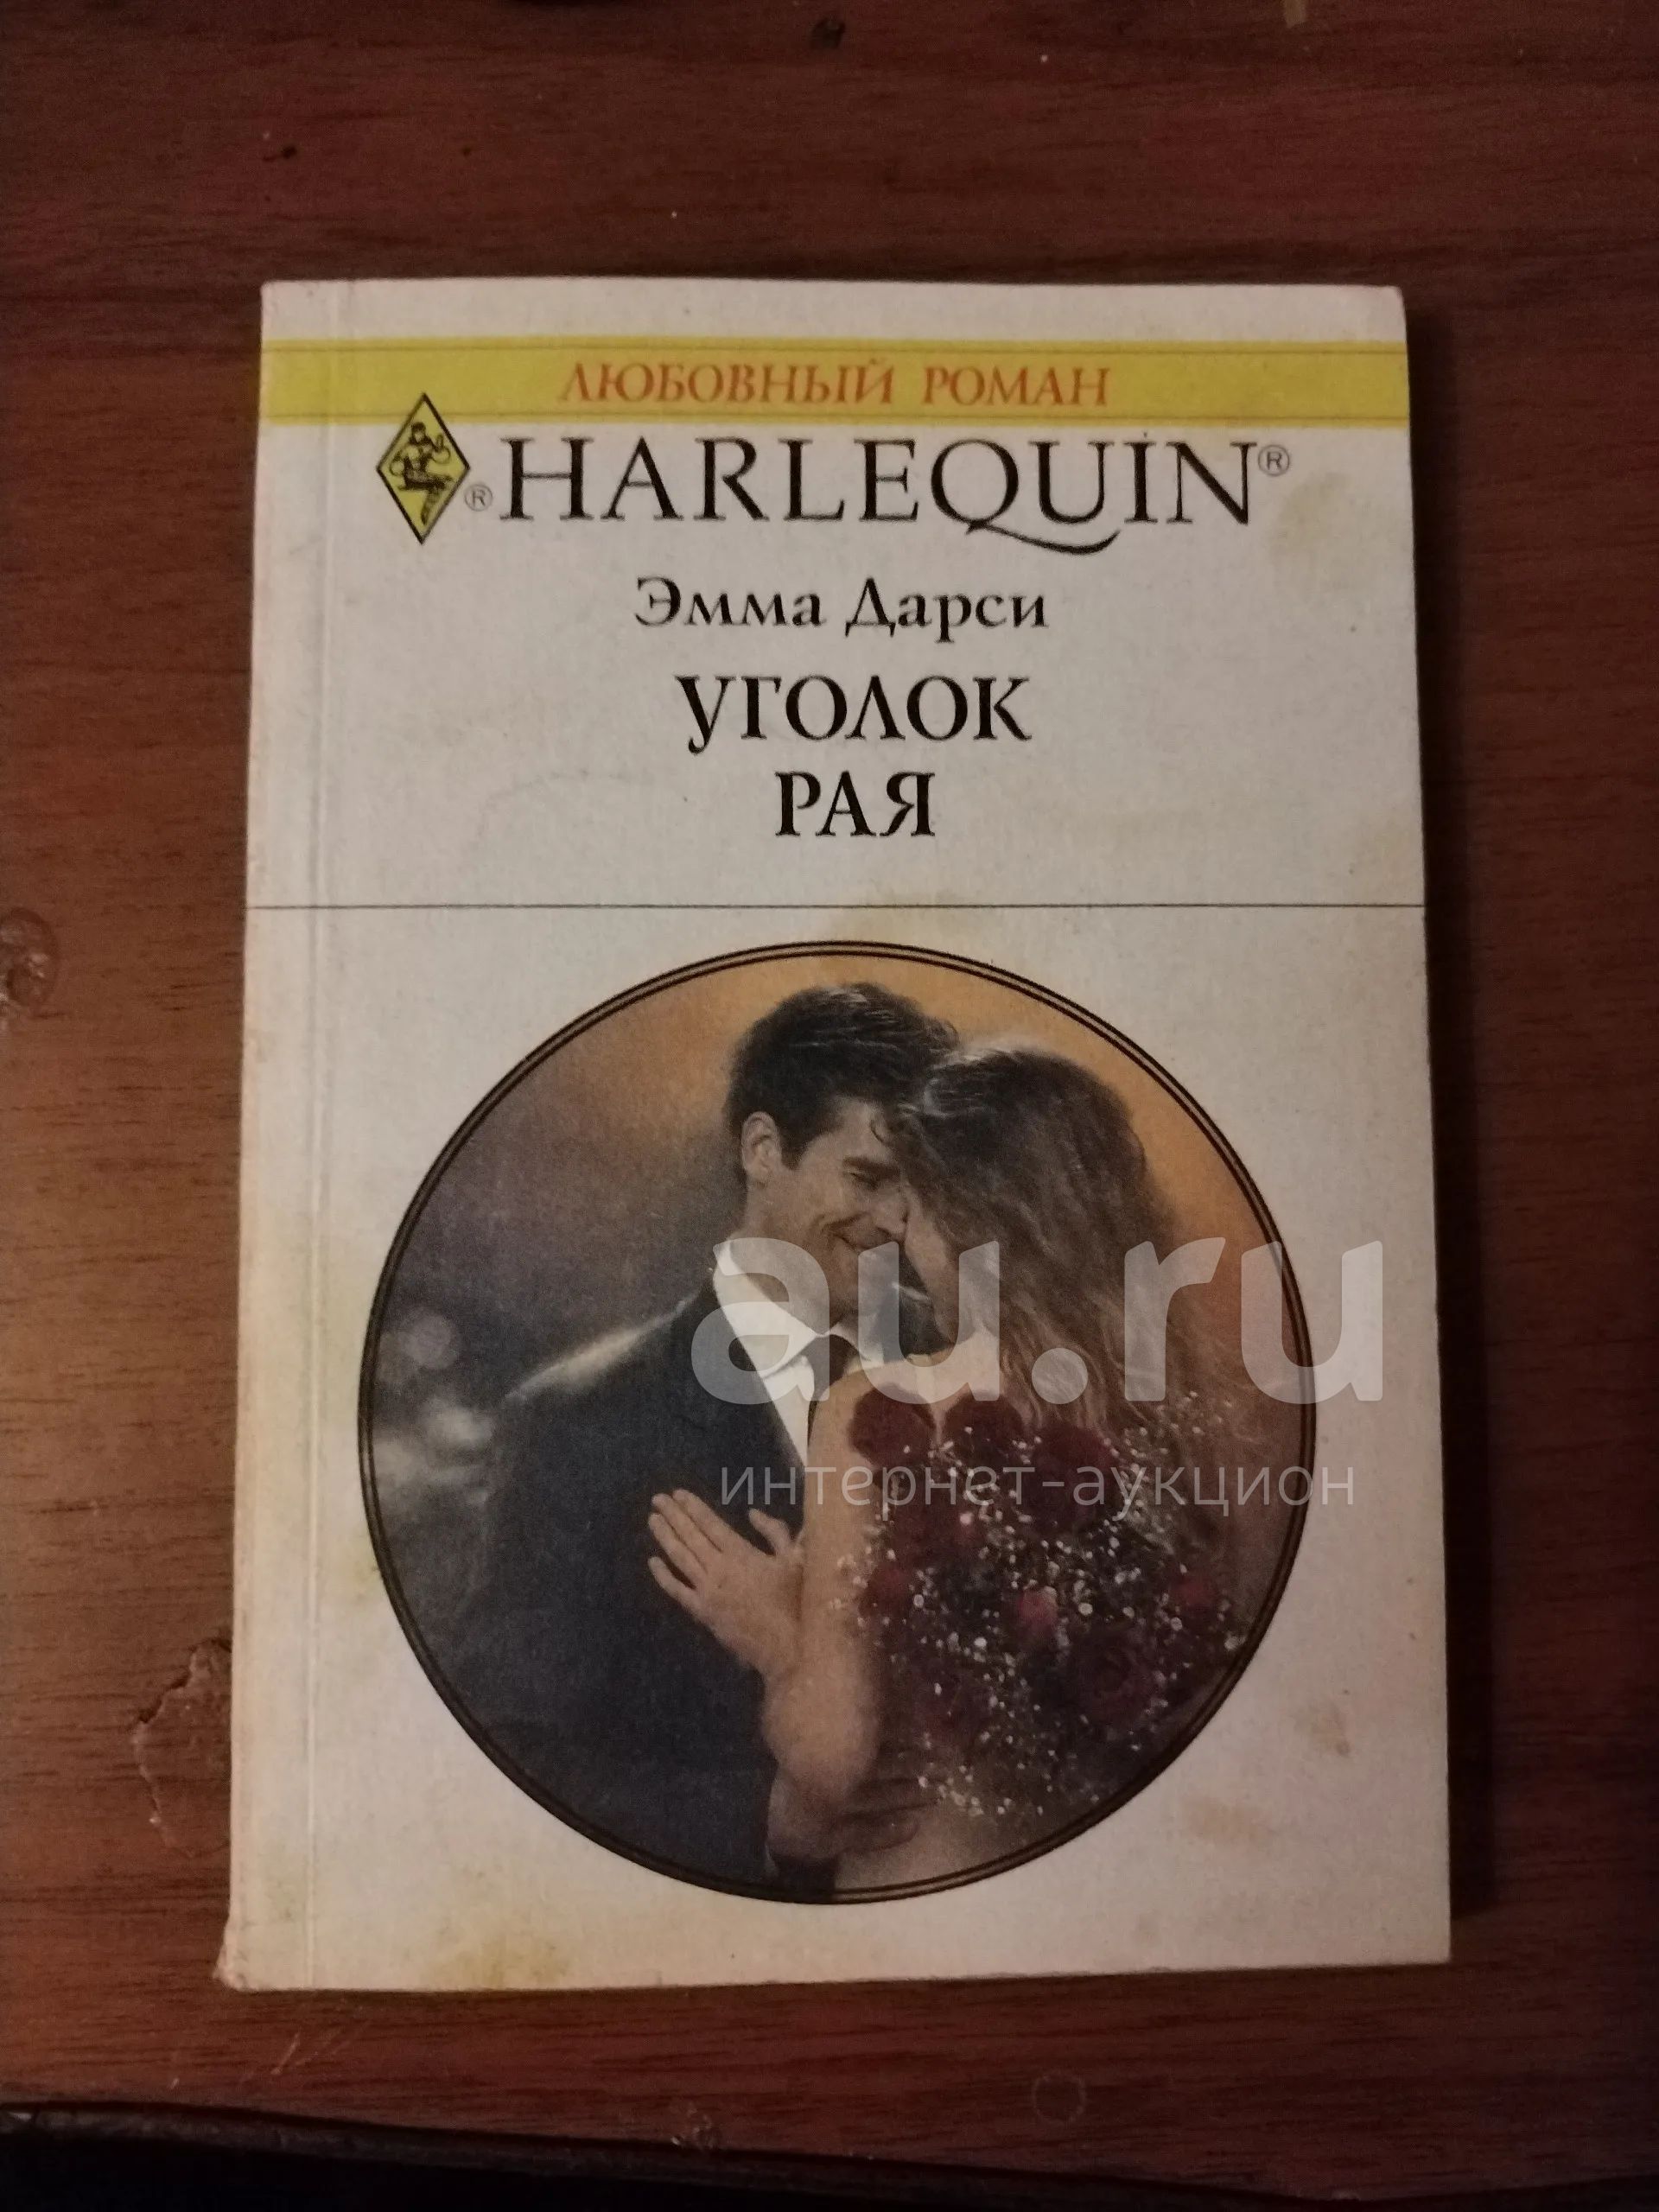 ЛЮБОВНЫЙ РОМАН
® HARLEQUIN®
Эмма Дарси
УГОЛОК
РАЯ
au.ru
интернет-аукцион